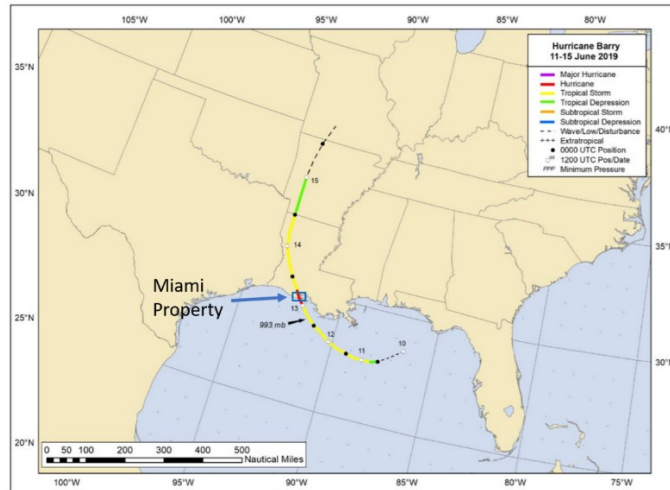 105°W 100°W 95°W 90°W 85°W 80°W 75°W
Hurricane Barry
11-15 June 2019
Major Hurricane
Hurricane
Tropical Storm
Tropical Depression
Subtropical Storm
Subtropical Depression
Wave/Low/Disturbance
Extratropical
0000 UTC Position
1200 UTC Pos/Date
PPP Minimum Pressure
35°N
30°N
25°N
20°N
35°N
30°N
15
14
Miami
Property
13
993 mb
12
11
10
0 50 100 200 300 400 500
Nautical Miles
100°W 95°W 90°W 85°W 80°W 75°W